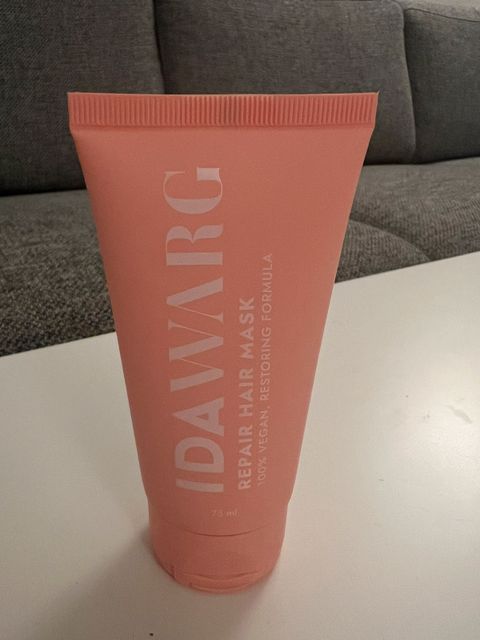 IDA WARG
REPAIR HAIR MASK
100% VEGAN, RESTORING FORMULA
75 ml